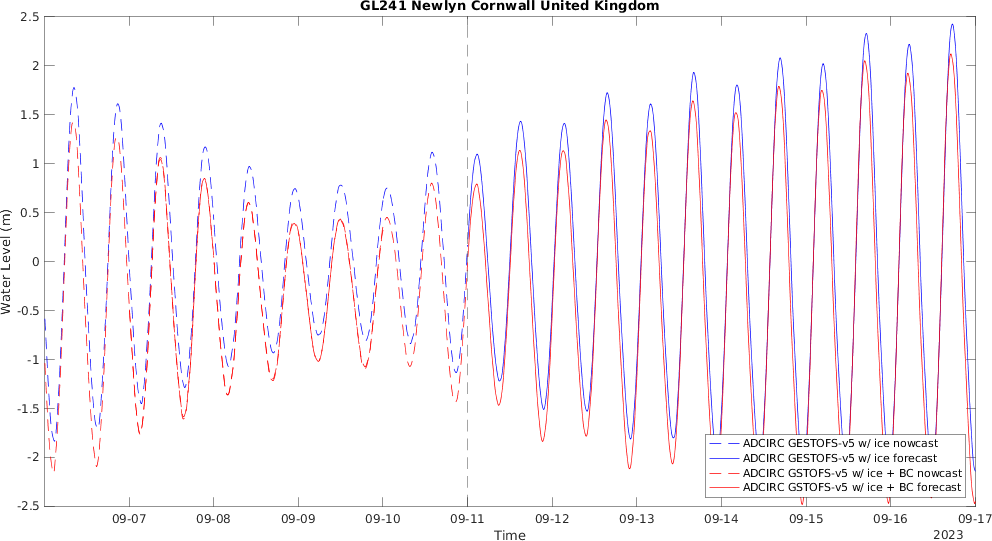 GL241 Newlyn Cornwall United Kingdom
2.5
2
1.5
1
0.5
0
-0.5
-1
-1.5
-2
-2.5
Water Level (m)
ADCIRC GESTOFS-v5 w/ ice nowcast
ADCIRC GESTOFS-v5 w/ ice forecast
ADCIRC GSTOFS-v5 w/ ice + BC nowcast
ADCIRC GSTOFS-v5 w/ ice + BC forecast
09-07 09-08 09-09 09-10 09-11 09-12 09-13 09-14 09-15 09-16 09-17
Time
2023